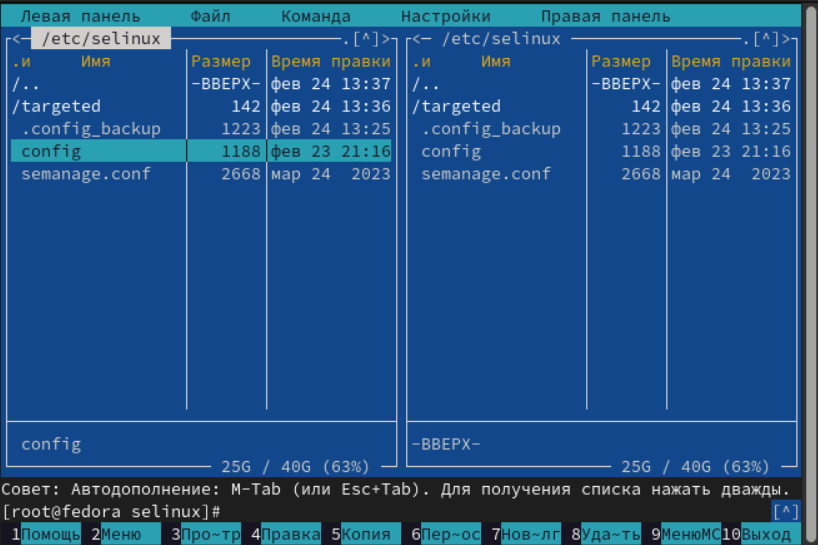 Левая панель Файл Команда Настройки Правая панель
<─ /etc/selinux ─.[^]> <─ /etc/selinux ─.[^]>
.и Имя Размер Время правки .и Имя Размер Время правки
/.. -ВВЕРХ- фев 24 13:37 /.. -ВВЕРХ- фев 24 13:37
/targeted 142 фев 24 13:36 /targeted 142 фев 24 13:36
.config_backup 1223 фев 24 13:25 .config_backup 1223 фев 24 13:25
config 1188 фев 23 21:16 config 1188 фев 23 21:16
semanage.conf 2668 мар 24 2023 semanage.conf 2668 мар 24 2023
config -ВВЕРХ-
25G / 40G (63%) 25G / 40G (63%)
Совет: Автодополнение: M-Tab (или Esc+Tab). Для получения списка нажать дважды.
[root@fedora selinux]# [^]
1Помощь 2Меню 3Про~тр 4Правка 5Копия 6Пер~ос 7Нов~лг 8Уда~ть 9МенюMC 10Выход